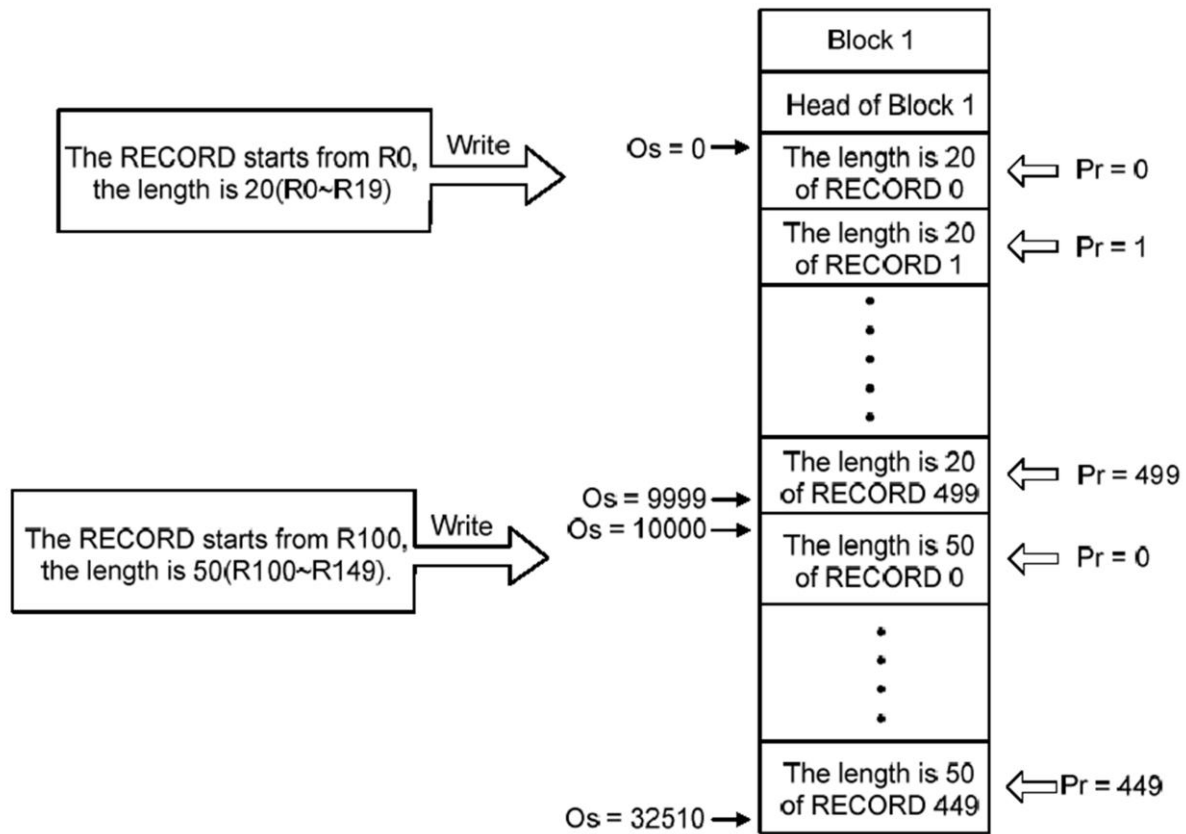 Block 1
Head of Block 1
The RECORD starts from R0,
the length is 20(R0~R19)
Write
Os = 0
The length is 20
of RECORD 0
Pr = 0
The length is 20
of RECORD 1
Pr = 1
The length is 20
of RECORD 499
Pr = 499
Os = 9999
Os = 10000
The RECORD starts from R100,
the length is 50(R100~R149).
Write
The length is 50
of RECORD 0
Pr = 0
The length is 50
of RECORD 449
Pr = 449
Os = 32510